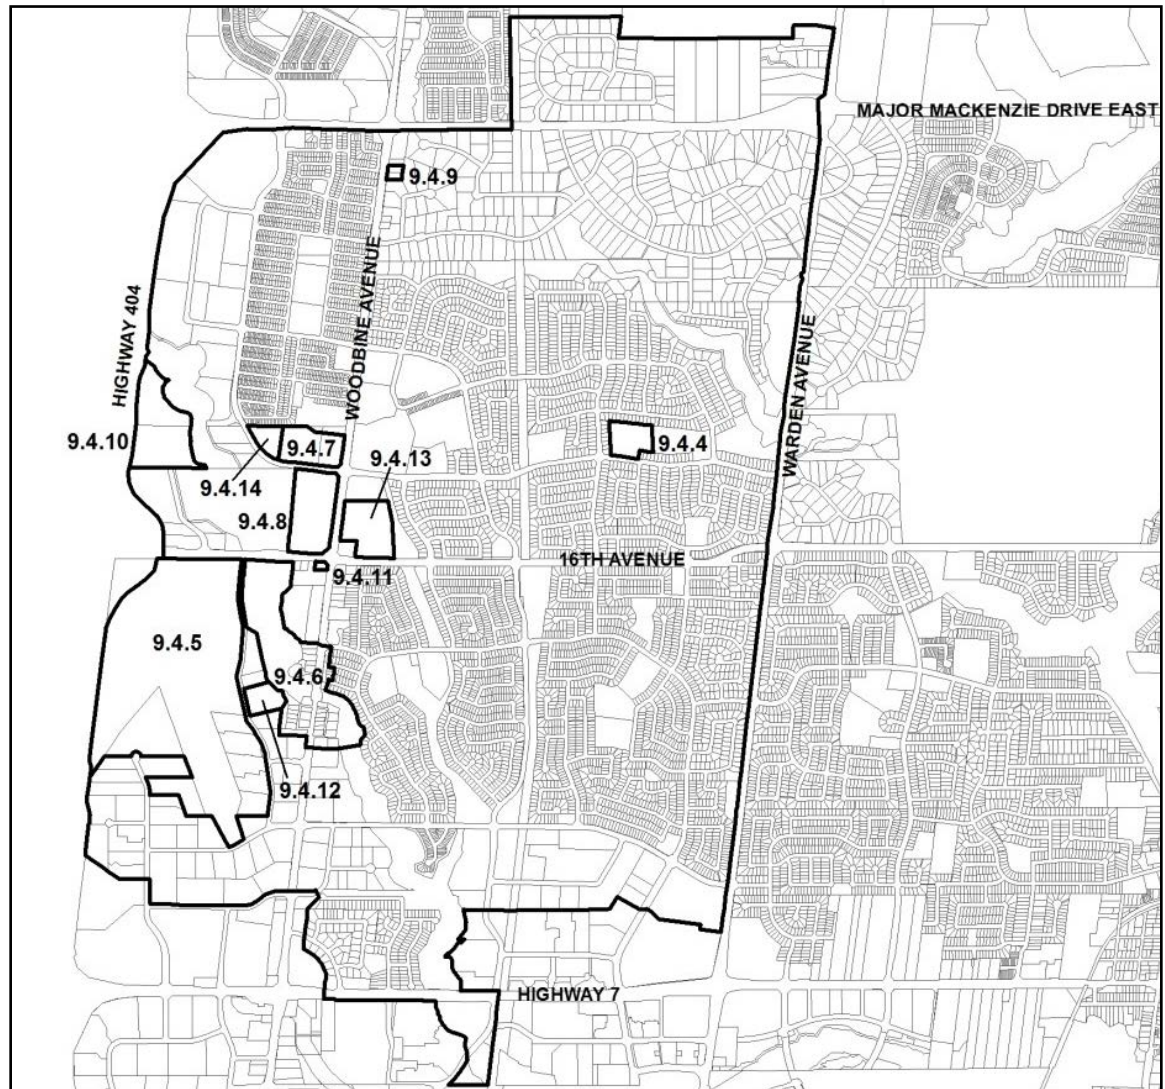 MAJOR MACKENZIE DRIVE EAST
9.4.9
WOODBINE AVENUE
HIGHWAY 404
WARDEN AVENUE
9.4.10
9.4.7
9.4.4
9.4.13
9.4.14
9.4.8
16TH AVENUE
9.4.11
9.4.5
9.4.6
9.4.12
HIGHWAY 7